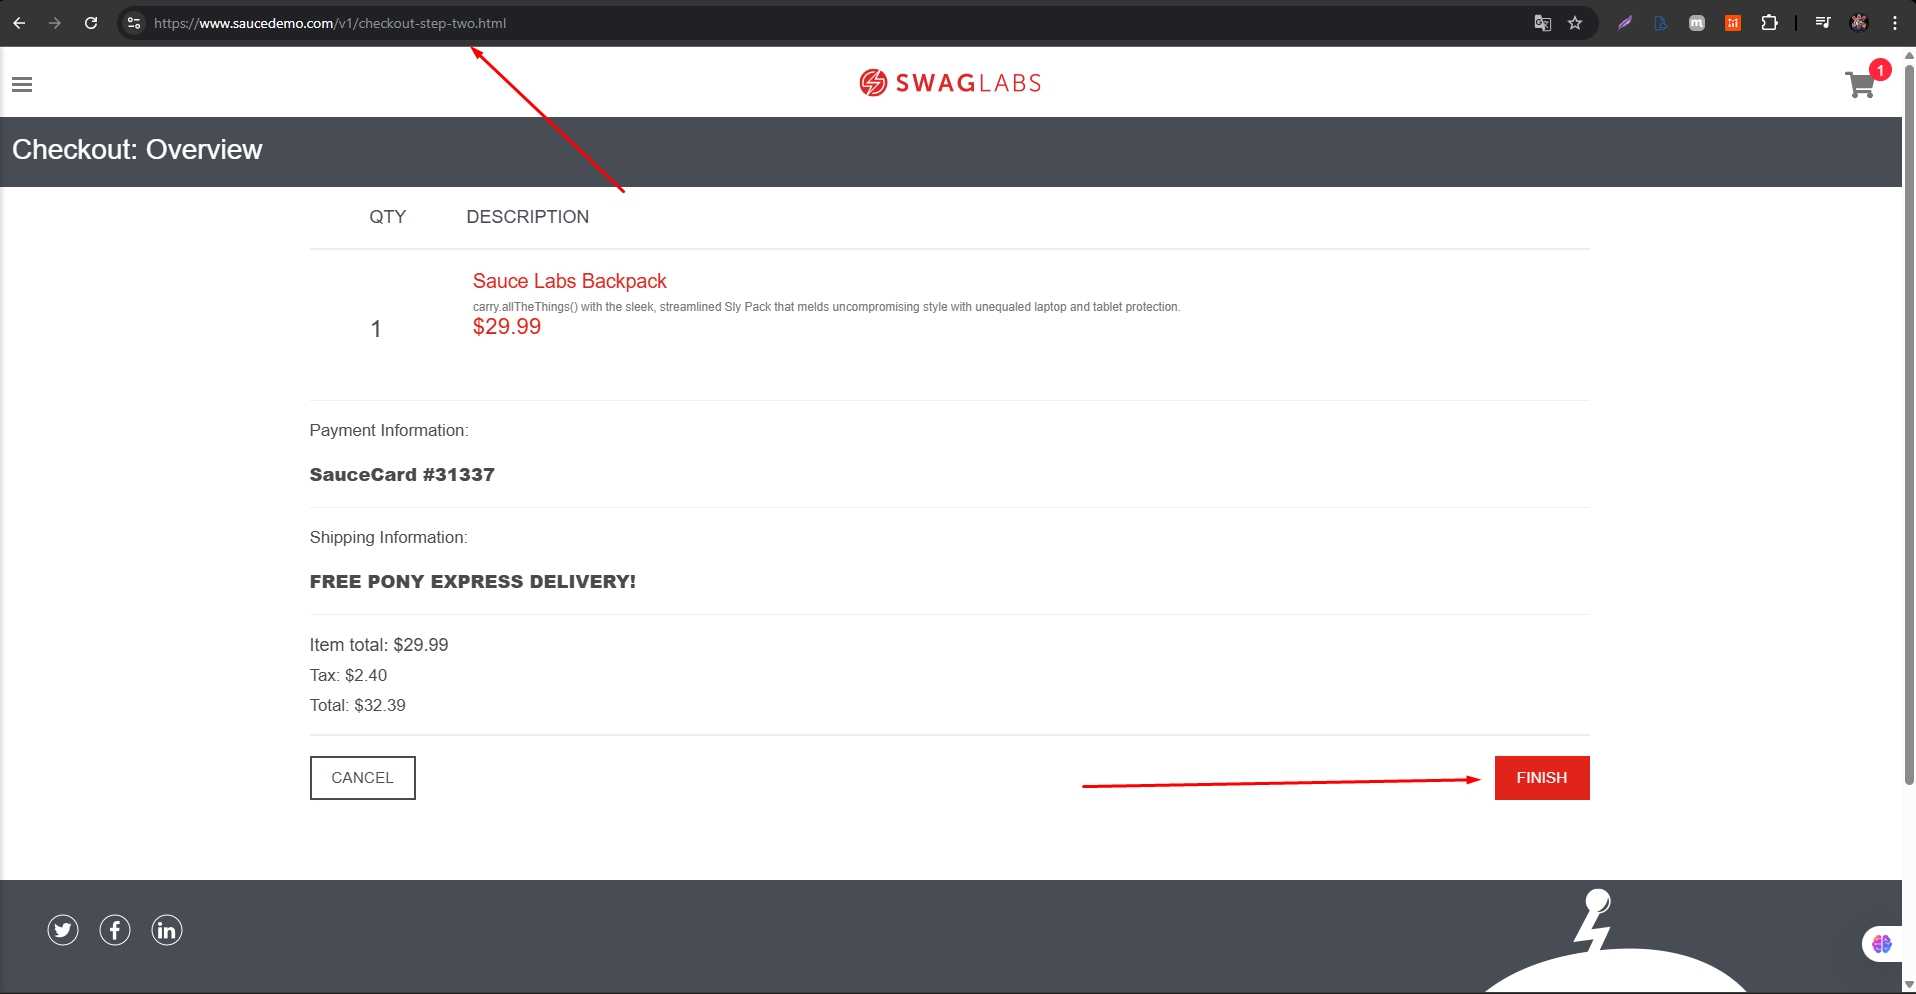 https://www.saucedemo.com/v1/checkout-step-two.html
SWAGLABS
1
Checkout: Overview
QTY DESCRIPTION
Sauce Labs Backpack
carry.allTheThings() with the sleek, streamlined Sly Pack that melds uncompromising style with unequaled laptop and tablet protection.
1 $29.99
Payment Information:
SauceCard #31337
Shipping Information:
FREE PONY EXPRESS DELIVERY!
Item total: $29.99
Tax: $2.40
Total: $32.39
CANCEL FINISH